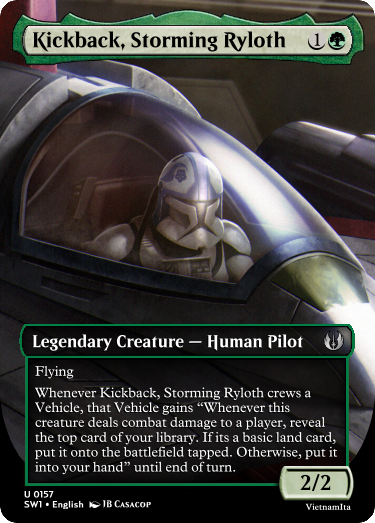 Kickback, Storming Ryloth 1
Legendary Creature — Human Pilot
Flying
Whenever Kickback, Storming Ryloth crews a
Vehicle, that Vehicle gains “Whenever this
creature deals combat damage to a player, reveal
the top card of your library. If its a basic land card,
put it onto the battlefield tapped. Otherwise, put it
into your hand” until end of turn.
2/2
U 0157
SW1 • English JB Casacop
VietnamIta